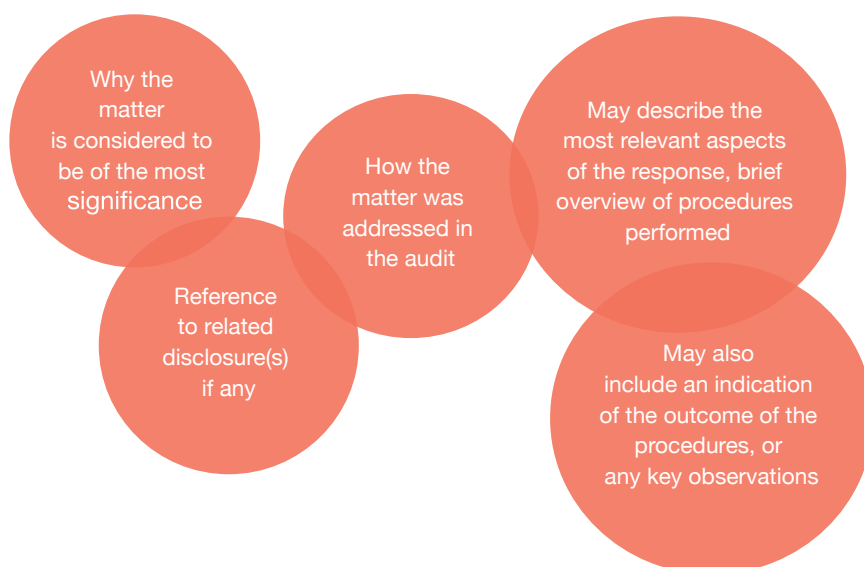 Why the
matter
is considered to
be of the most
significance
Reference
to related
disclosure(s)
if any
How the
matter was
addressed in
the audit
May describe the
most relevant aspects
of the response, brief
overview of procedures
performed
May also
include an indication
of the outcome of the
procedures, or
any key observations